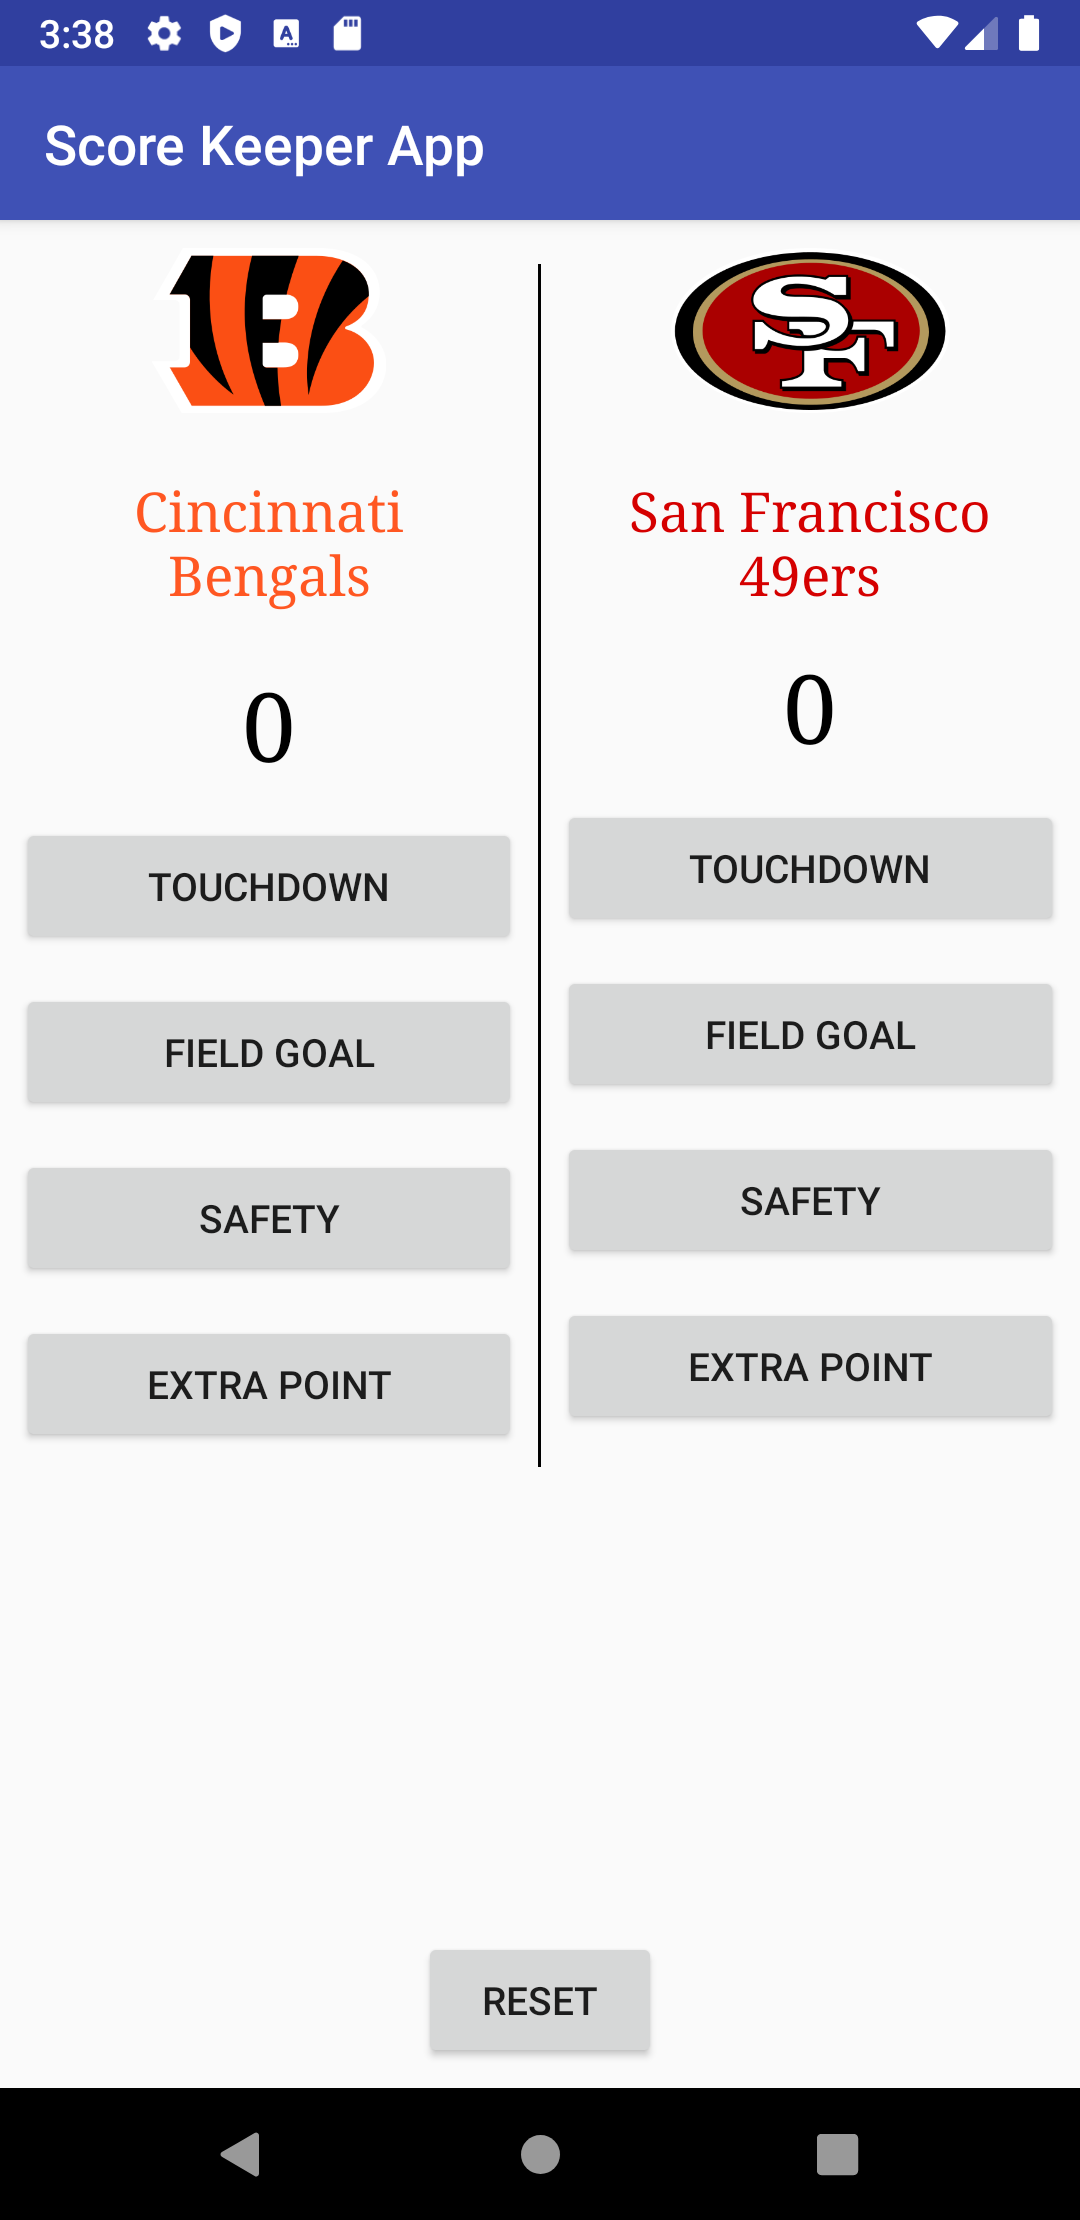 3:38
Score Keeper App
Cincinnati
Bengals
0
TOUCHDOWN
FIELD GOAL
SAFETY
EXTRA POINT
SF
San Francisco
49ers
0
TOUCHDOWN
FIELD GOAL
SAFETY
EXTRA POINT
RESET